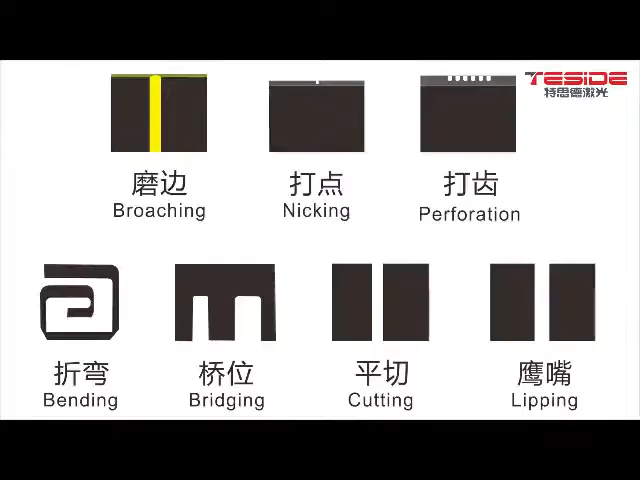 TESIDE
特思德激光
磨边
Broaching
打点
Nicking
打齿
Perforation
折弯
Bending
桥位
Bridging
平切
Cutting
鹰嘴
Lipping